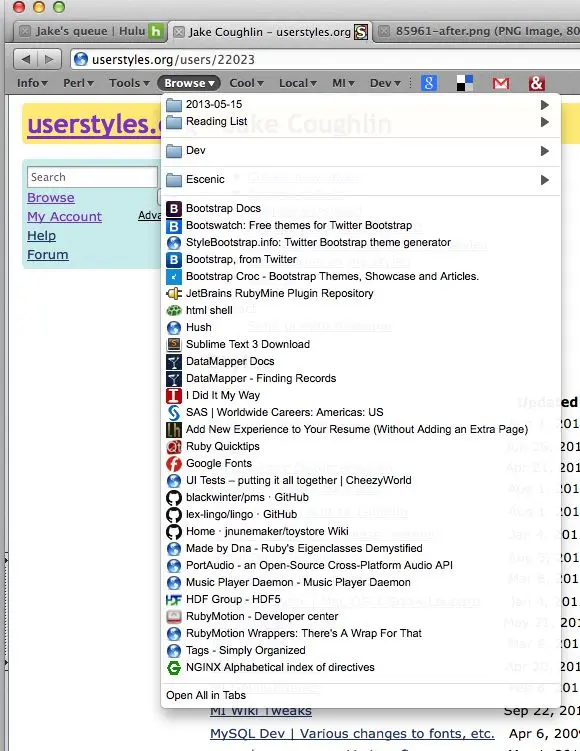 Jake's queue | Hulu
Jake Coughlin – userstyles.org
85961-after.png (PNG Image, 80
userstyles.org/users/22023
Info Perl Tools Browse Cool Local MI Dev
2013-05-15
Reading List
userstyles. Jake Coughlin
Dev
Search
Escenic
Browse
My Account
Adva
Help
Forum
Bootstrap Docs
Bootswatch: Free themes for Twitter Bootstrap
StyleBootstrap.info: Twitter Bootstrap theme generator
Bootstrap, from Twitter
Bootstrap Croc - Bootstrap Themes, Showcase and Articles.
JetBrains RubyMine Plugin Repository
html shell
Hush
Sublime Text 3 Download
DataMapper Docs
DataMapper - Finding Records
I Did It My Way
Updated
SAS | Worldwide Careers: Americas: US
Add New Experience to Your Resume (Without Adding an Extra Page)
Ruby Quicktips
Google Fonts
UI Tests – putting it all together | CheezyWorld
blackwinter/pms · GitHub
lex-lingo/lingo · GitHub
Home · jnunemaker/toystore Wiki
Made by Dna - Ruby's Eigenclasses Demystified
PortAudio - an Open-Source Cross-Platform Audio API
Music Player Daemon - Music Player Daemon
HDF Group - HDF5
RubyMotion - Developer center
RubyMotion Wrappers: There's A Wrap For That
Tags - Simply Organized
NGINX Alphabetical index of directives
Open All in Tabs
MI Wiki Tweaks Sep 22, 201
MySQL Dev | Various changes to fonts, etc. Apr 6, 200